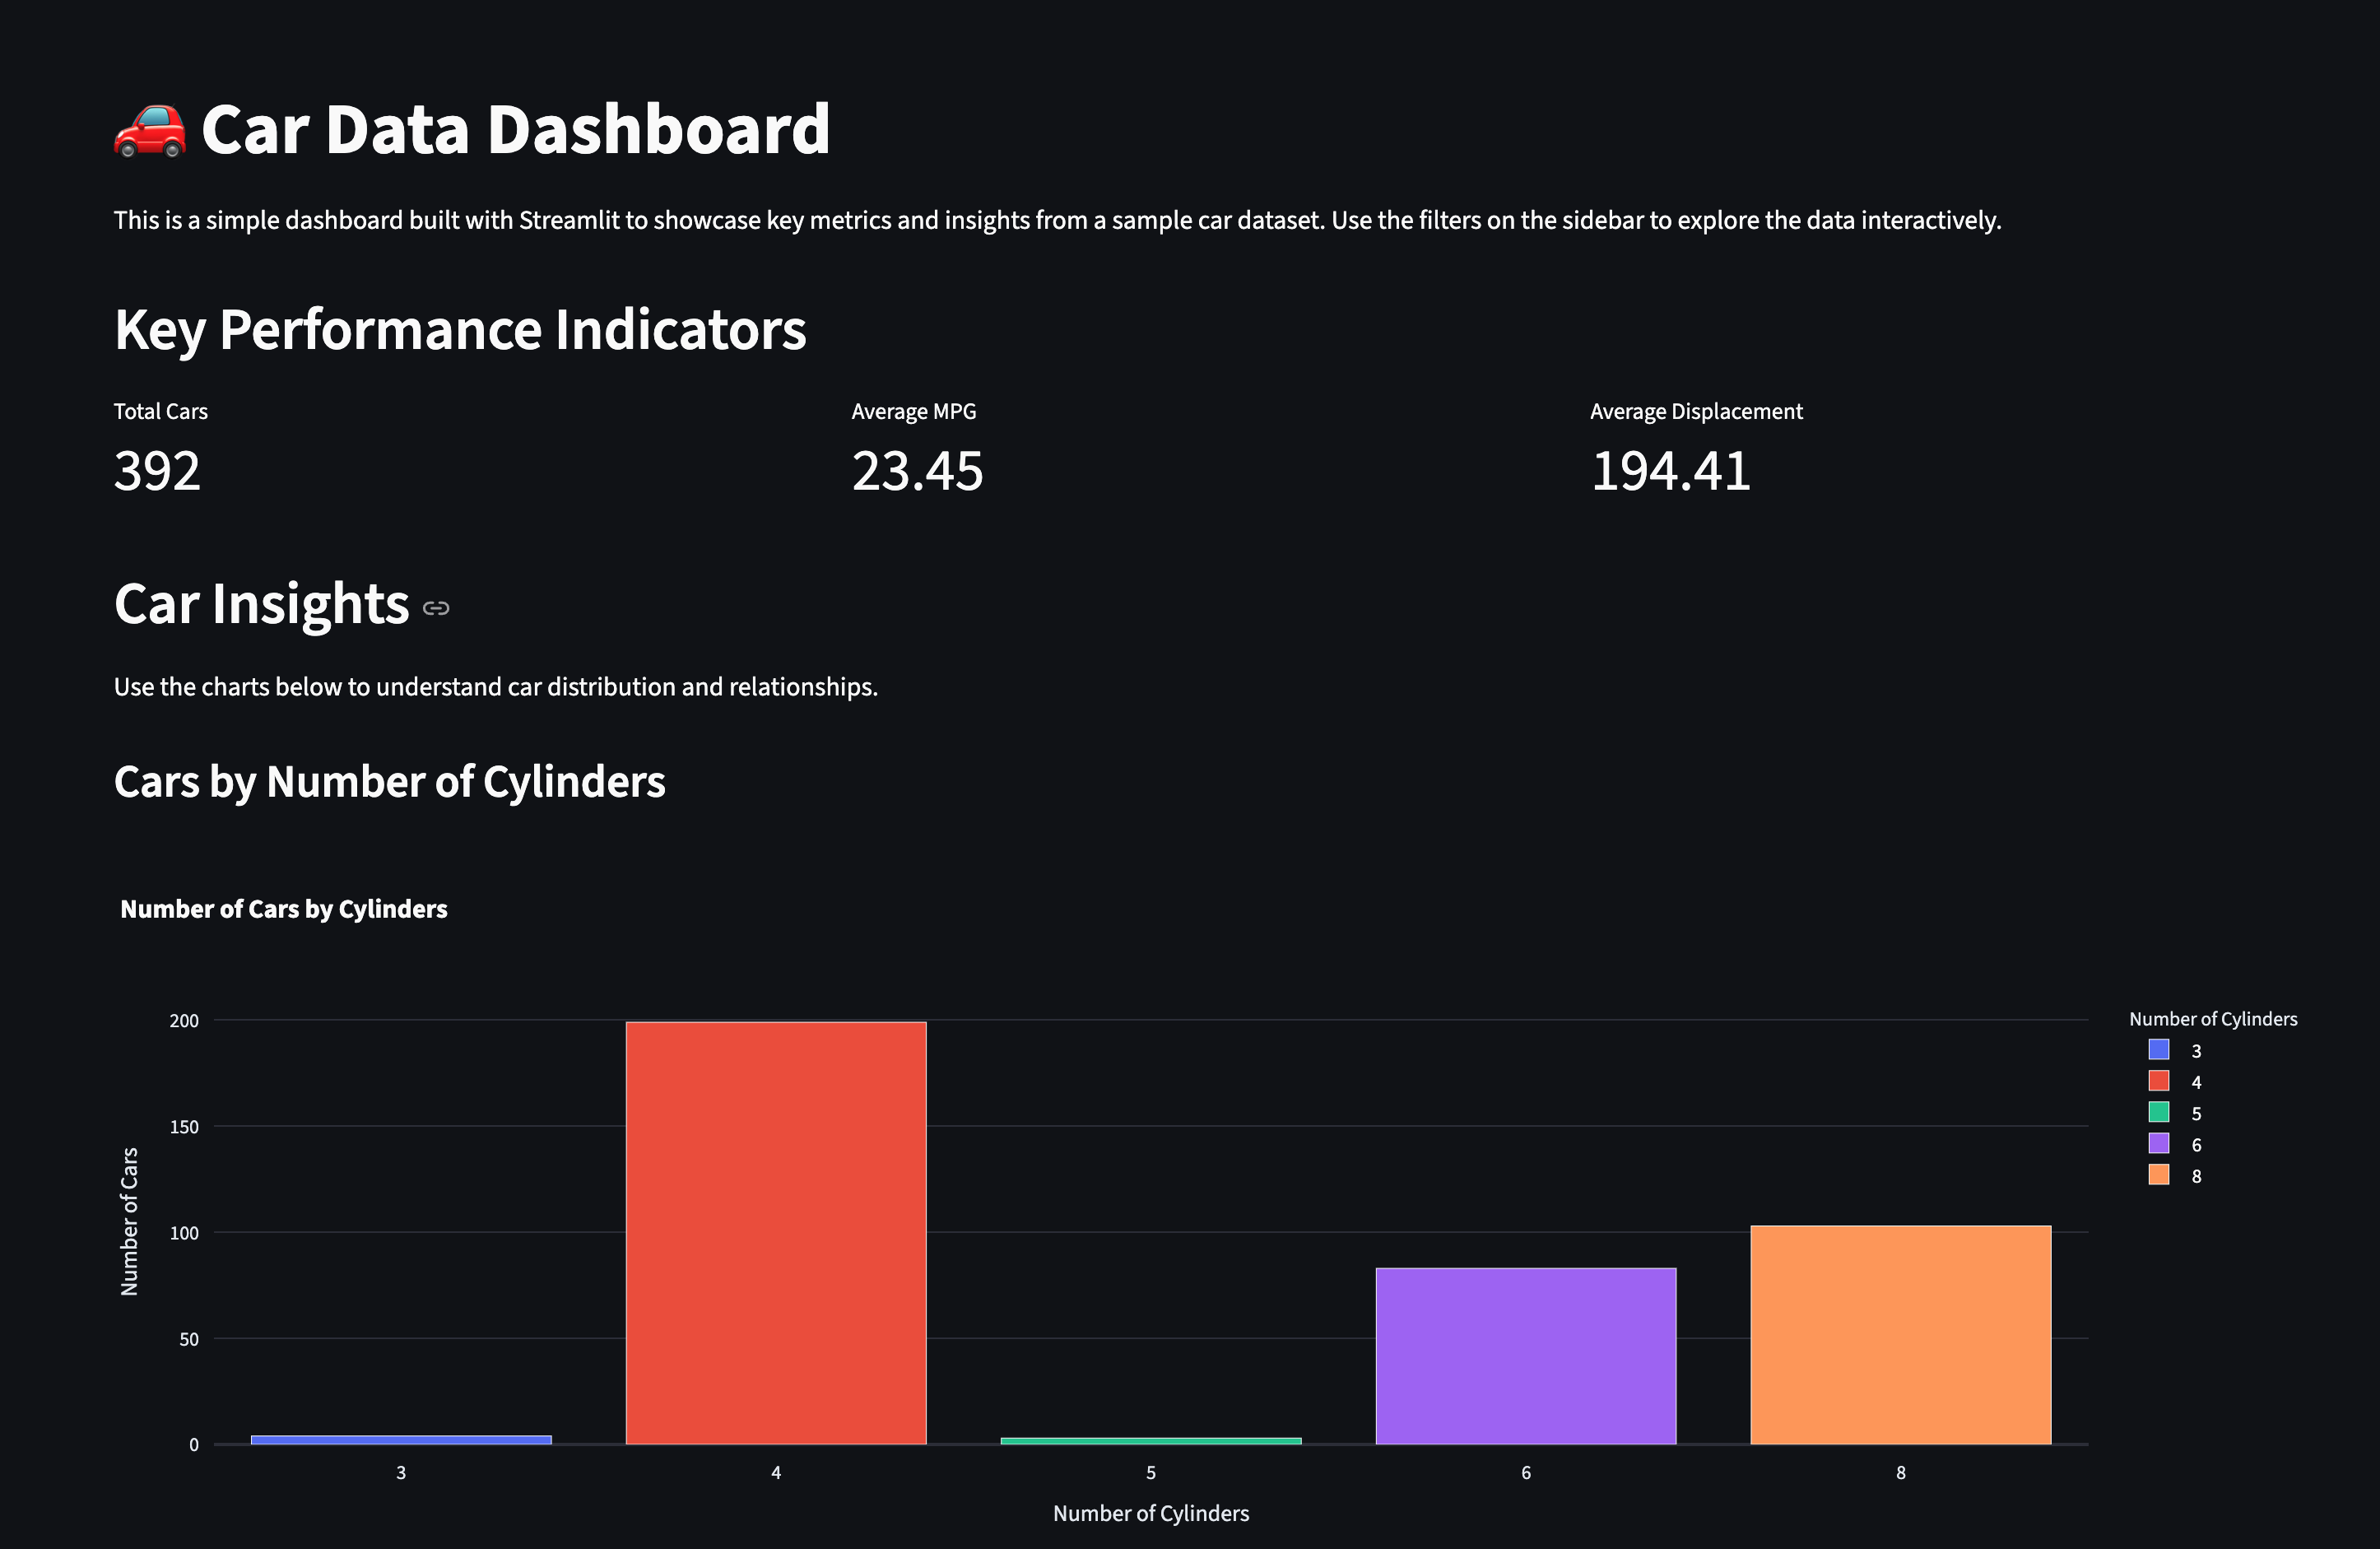 Car Data Dashboard
This is a simple dashboard built with Streamlit to showcase key metrics and insights from a sample car dataset. Use the filters on the sidebar to explore the data interactively.
Key Performance Indicators
Total Cars
392
Average MPG
23.45
Average Displacement
194.41
Car Insights
Use the charts below to understand car distribution and relationships.
Cars by Number of Cylinders
Number of Cars by Cylinders
Number of Cars
200
150
100
50
0
3
4
5
6
8
Number of Cylinders
Number of Cylinders
3
4
5
6
8